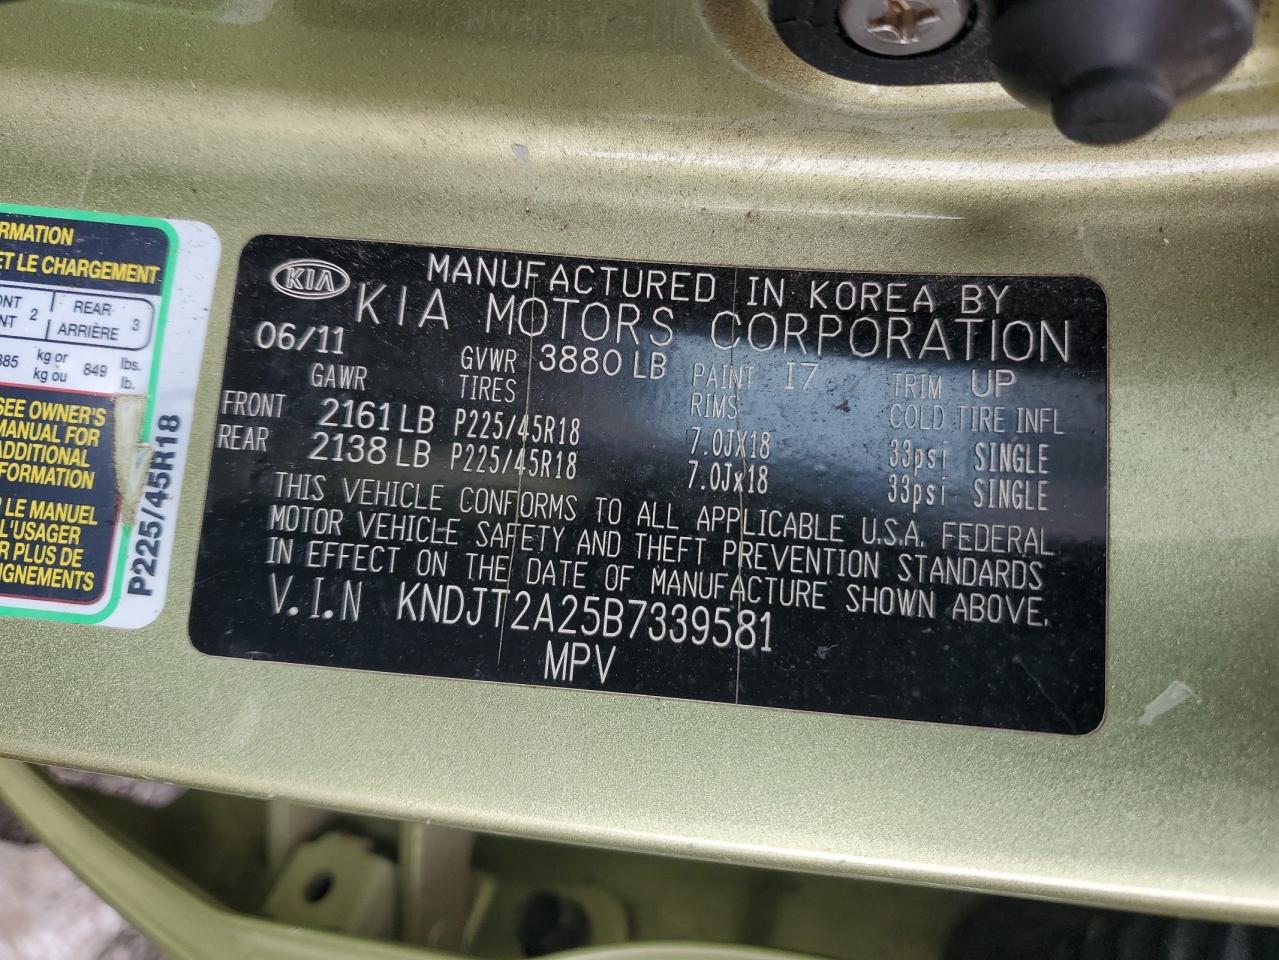 RMATION
ET LE CHARGEMENT
ONT 2 REAR 3
NT ARRIÈRE
385 kg or 849 lbs.
kg ou lb.
SEE OWNER'S
MANUAL FOR
ADDITIONAL
FORMATION
LE MANUEL
L'USAGER
R PLUS DE
IGNEMENTS
P225/45R18
KIA
MANUFACTURED IN KOREA BY
KIA MOTORS CORPORATION
06/11 GVWR 3880 LB PAINT I7 TRIM UP
GAWR TIRES RIMS COLD TIRE INFL
FRONT 2161 LB P225/45R18 7.0JX18 33psi SINGLE
REAR 2138 LB P225/45R18 7.0Jx18 33psi SINGLE
THIS VEHICLE CONFORMS TO ALL APPLICABLE U.S.A. FEDERAL
MOTOR VEHICLE SAFETY AND THEFT PREVENTION STANDARDS
IN EFFECT ON THE DATE OF MANUFACTURE SHOWN ABOVE.
V.I.N KNDJT2A25B7339581
MPV